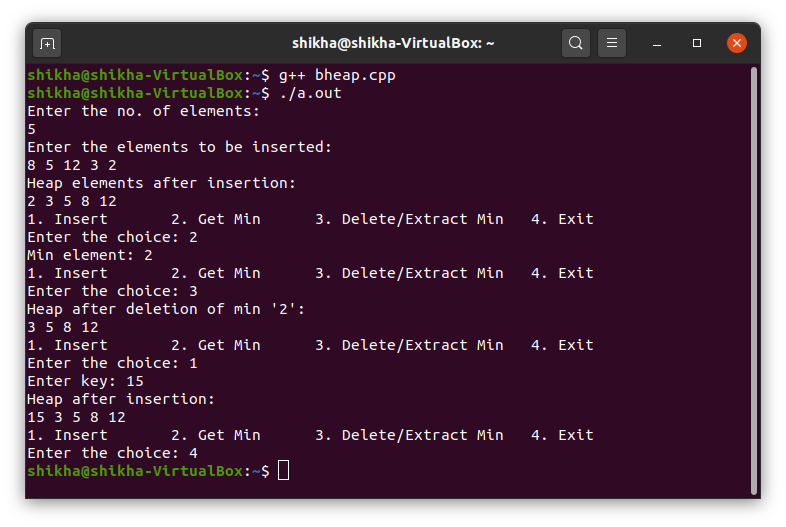 shikha@shikha-VirtualBox: ~
shikha@shikha-VirtualBox:~$ g++ bheap.cpp
shikha@shikha-VirtualBox:~$ ./a.out
Enter the no. of elements:
5
Enter the elements to be inserted:
8 5 12 3 2
Heap elements after insertion:
2 3 5 8 12
1. Insert       2. Get Min      3. Delete/Extract Min   4. Exit
Enter the choice: 2
Min element: 2
1. Insert       2. Get Min      3. Delete/Extract Min   4. Exit
Enter the choice: 3
Heap after deletion of min '2':
3 5 8 12
1. Insert       2. Get Min      3. Delete/Extract Min   4. Exit
Enter the choice: 1
Enter key: 15
Heap after insertion:
15 3 5 8 12
1. Insert       2. Get Min      3. Delete/Extract Min   4. Exit
Enter the choice: 4
shikha@shikha-VirtualBox:~$